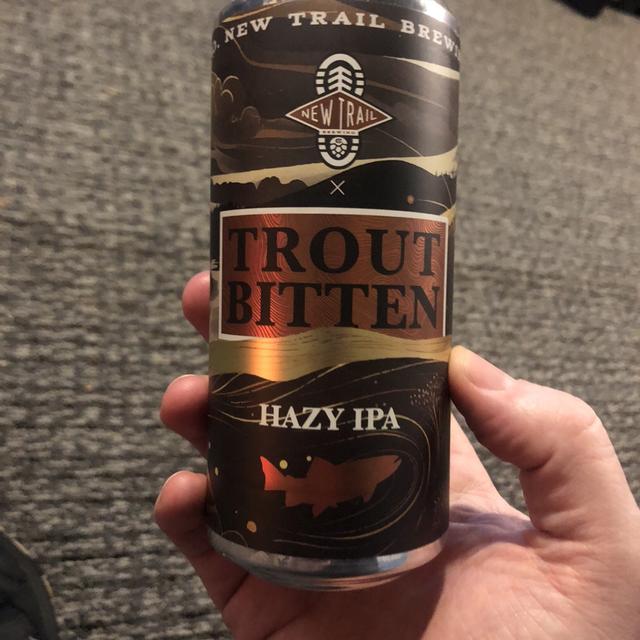 NEW TRAIL BREW
NEW TRAIL
BREWING
X
TROUT
BITTEN
HAZY IPA